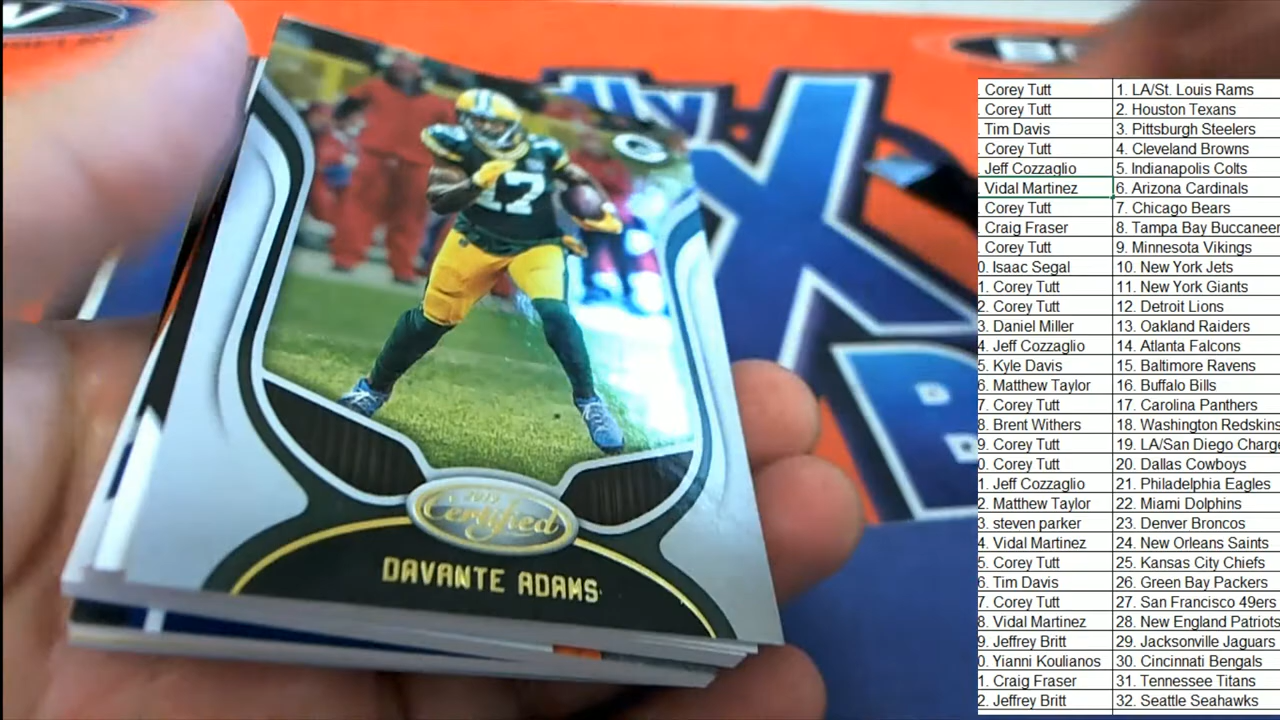 17
G
2019
Certified
DAVANTE ADAMS
. Corey Tutt 1. LA/St. Louis Rams
. Corey Tutt 2. Houston Texans
. Tim Davis 3. Pittsburgh Steelers
. Corey Tutt 4. Cleveland Browns
. Jeff Cozzaglio 5. Indianapolis Colts
. Vidal Martinez 6. Arizona Cardinals
. Corey Tutt 7. Chicago Bears
. Craig Fraser 8. Tampa Bay Buccaneer
. Corey Tutt 9. Minnesota Vikings
0. Isaac Segal 10. New York Jets
1. Corey Tutt 11. New York Giants
2. Corey Tutt 12. Detroit Lions
3. Daniel Miller 13. Oakland Raiders
4. Jeff Cozzaglio 14. Atlanta Falcons
5. Kyle Davis 15. Baltimore Ravens
6. Matthew Taylor 16. Buffalo Bills
7. Corey Tutt 17. Carolina Panthers
8. Brent Withers 18. Washington Redskins
9. Corey Tutt 19. LA/San Diego Charg
0. Corey Tutt 20. Dallas Cowboys
1. Jeff Cozzaglio 21. Philadelphia Eagles
2. Matthew Taylor 22. Miami Dolphins
3. steven parker 23. Denver Broncos
4. Vidal Martinez 24. New Orleans Saints
5. Corey Tutt 25. Kansas City Chiefs
6. Tim Davis 26. Green Bay Packers
7. Corey Tutt 27. San Francisco 49ers
8. Vidal Martinez 28. New England Patriots
9. Jeffrey Britt 29. Jacksonville Jaguars
0. Yianni Koulianos 30. Cincinnati Bengals
1. Craig Fraser 31. Tennessee Titans
2. Jeffrey Britt 32. Seattle Seahawks